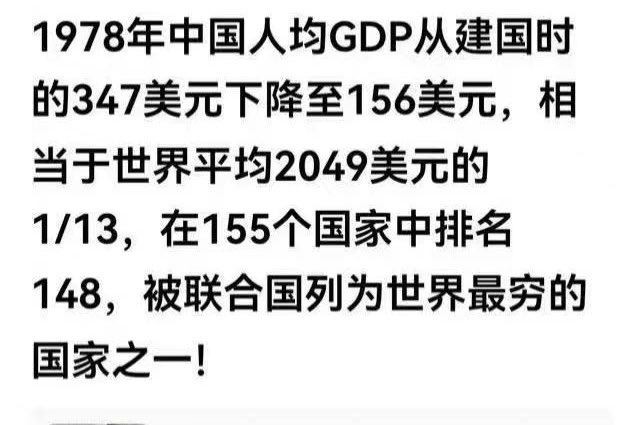 1978年中国人均GDP从建国时
的347美元下降至156美元，相
当于世界平均2049美元的
1/13，在155个国家中排名
148，被联合国列为世界最穷的
国家之一！